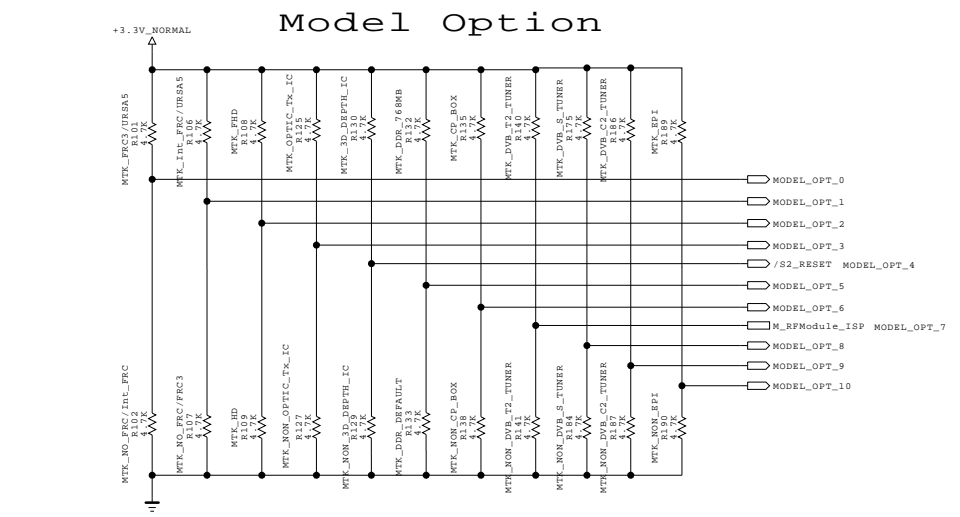 Model Option
+3.3V_NORMAL
MTK_FRC3/URSA5
R101
4.7K
MTK_Int_FRC/URSA5
R106
4.7K
MTK_FHD
R108
4.7K
MTK_OPTIC_Tx_IC
R125
4.7K
MTK_3D_DEPTH_IC
R130
4.7K
MTK_DDR_768MB
R132
4.7K
MTK_CP_BOX
R135
4.7K
MTK_DVB_T2_TUNER
R140
4.7K
MTK_DVB_S_TUNER
R175
4.7K
MTK_DVB_C2_TUNER
R186
4.7K
MTK_EPI
R189
4.7K
MODEL_OPT_0
MODEL_OPT_1
MODEL_OPT_2
MODEL_OPT_3
/S2_RESET MODEL_OPT_4
MODEL_OPT_5
MODEL_OPT_6
M_RFModule_ISP MODEL_OPT_7
MODEL_OPT_8
MODEL_OPT_9
MODEL_OPT_10
MTK_NO_FRC/Int_FRC
R102
4.7K
MTK_NO_FRC/FRC3
R107
4.7K
MTK_HD
R109
4.7K
MTK_NON_OPTIC_Tx_IC
R127
4.7K
MTK_NON_3D_DEPTH_IC
R129
4.7K
MTK_DDR_DEFAULT
R133
4.7K
MTK_NON_CP_BOX
R138
4.7K
MTK_NON_DVB_T2_TUNER
R141
4.7K
MTK_NON_DVB_S_TUNER
R184
4.7K
MTK_NON_DVB_C2_TUNER
R187
4.7K
MTK_NON_EPI
R190
4.7K